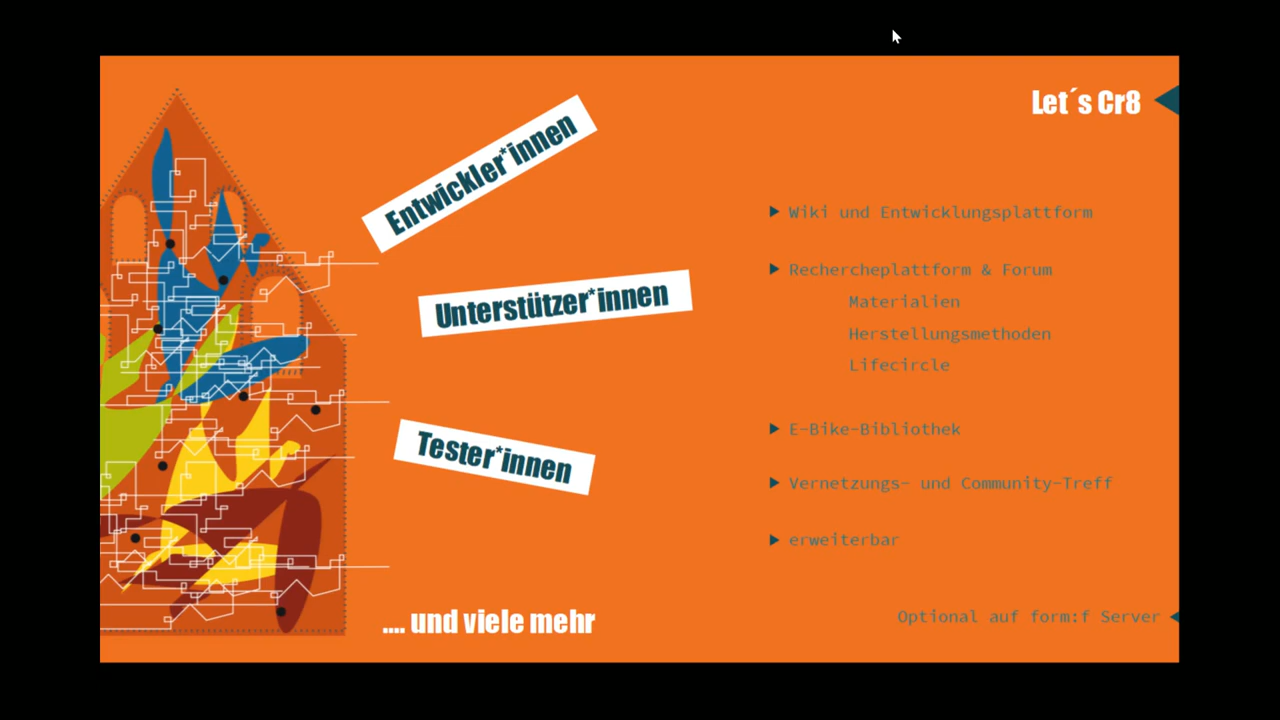 Let´s Cr8
Entwickler*innen
Unterstützer*innen
Tester*innen
.... und viele mehr
Wiki und Entwicklungsplattform
Rechercheplattform & Forum
Materialien
Herstellungsmethoden
Lifecircle
E-Bike-Bibliothek
Vernetzungs- und Community-Treff
erweiterbar
Optional auf form:f Server